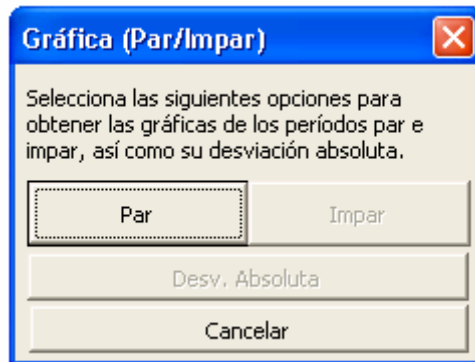 Gráfica (Par/Impar)
Selecciona las siguientes opciones para
obtener las gráficas de los períodos par e
impar, así como su desviación absoluta.
Par
Impar
Desv. Absoluta
Cancelar